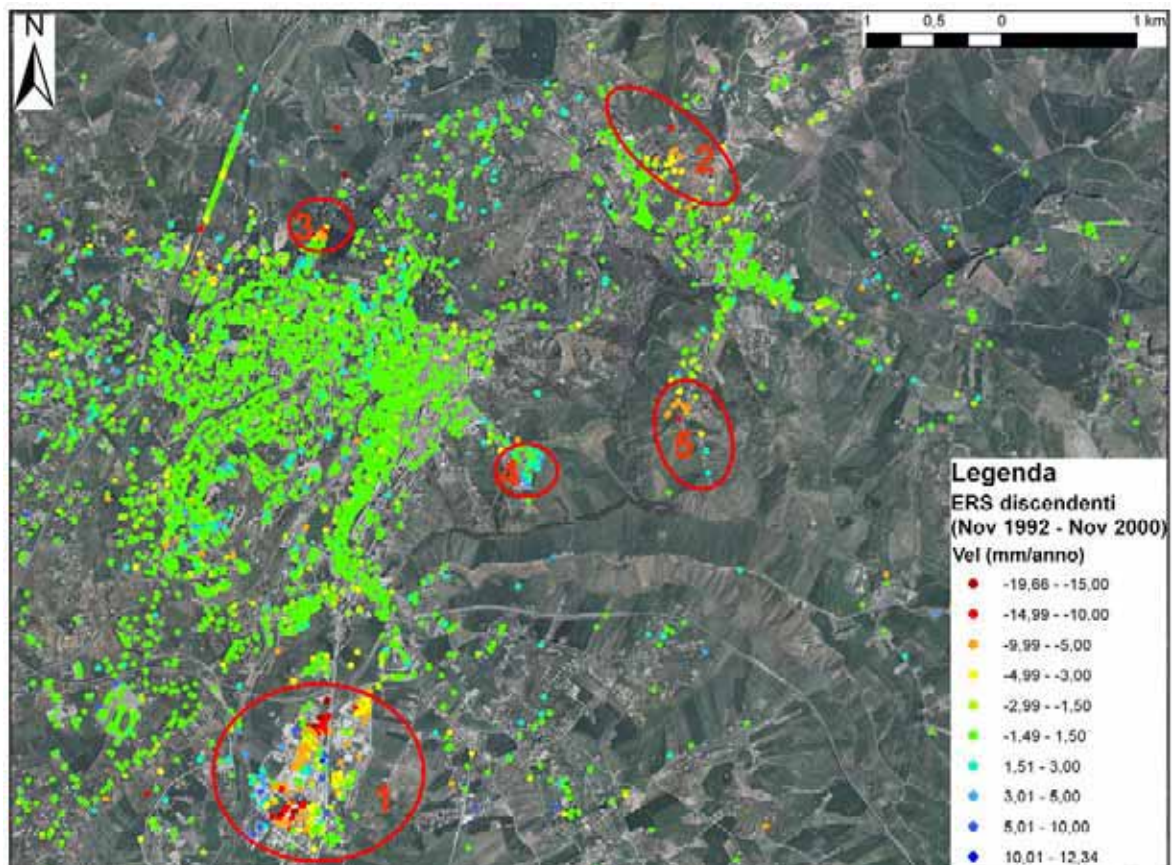 N
1 0,5 0 1 km
2
3
4
5
1
Legenda
ERS discendenti
(Nov 1992 - Nov 2000)
Vel (mm/anno)
-19,66 - -15,00
-14,99 - -10,00
-9,99 - -5,00
-4,99 - -3,00
-2,99 - -1,50
-1,49 - 1,50
1,51 - 3,00
3,01 - 5,00
5,01 - 10,00
10,01 - 12,34